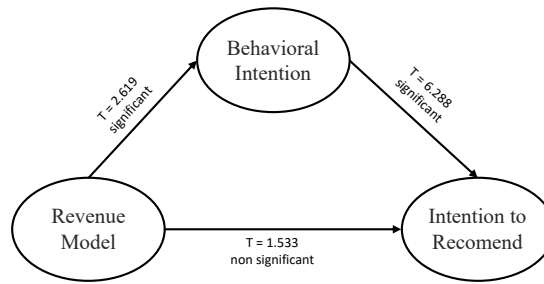 Behavioral
Intention
T = 2.619
significant
T = 6.288
significant
Revenue
Model
Intention to
Recomend
T = 1.533
non significant